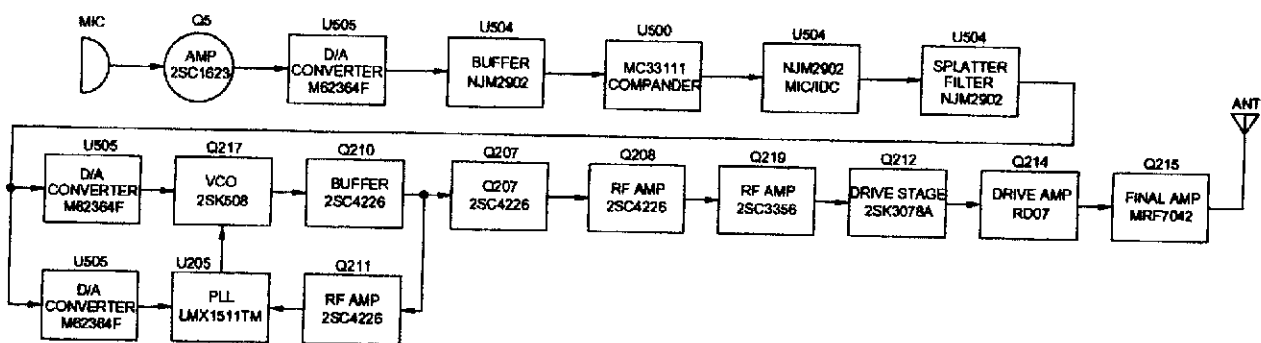 MIC
Q5
AMP
2SC1623
U505
D/A
CONVERTER
M62364F
U504
BUFFER
NJM2902
U500
MC33111
COMPANDER
U504
NJM2902
MIC/IDC
U504
SPLATTER
FILTER
NJM2902
ANT
U505
D/A
CONVERTER
M62364F
Q217
VCO
2SK508
Q210
BUFFER
2SC4226
Q207
Q207
2SC4226
Q208
RF AMP
2SC4226
Q219
RF AMP
2SC3356
Q212
DRIVE STAGE
2SK3078A
Q214
DRIVE AMP
RD07
Q215
FINAL AMP
MRF7042
U505
D/A
CONVERTER
M62364F
U205
PLL
LMX1511TM
Q211
RF AMP
2SC4226